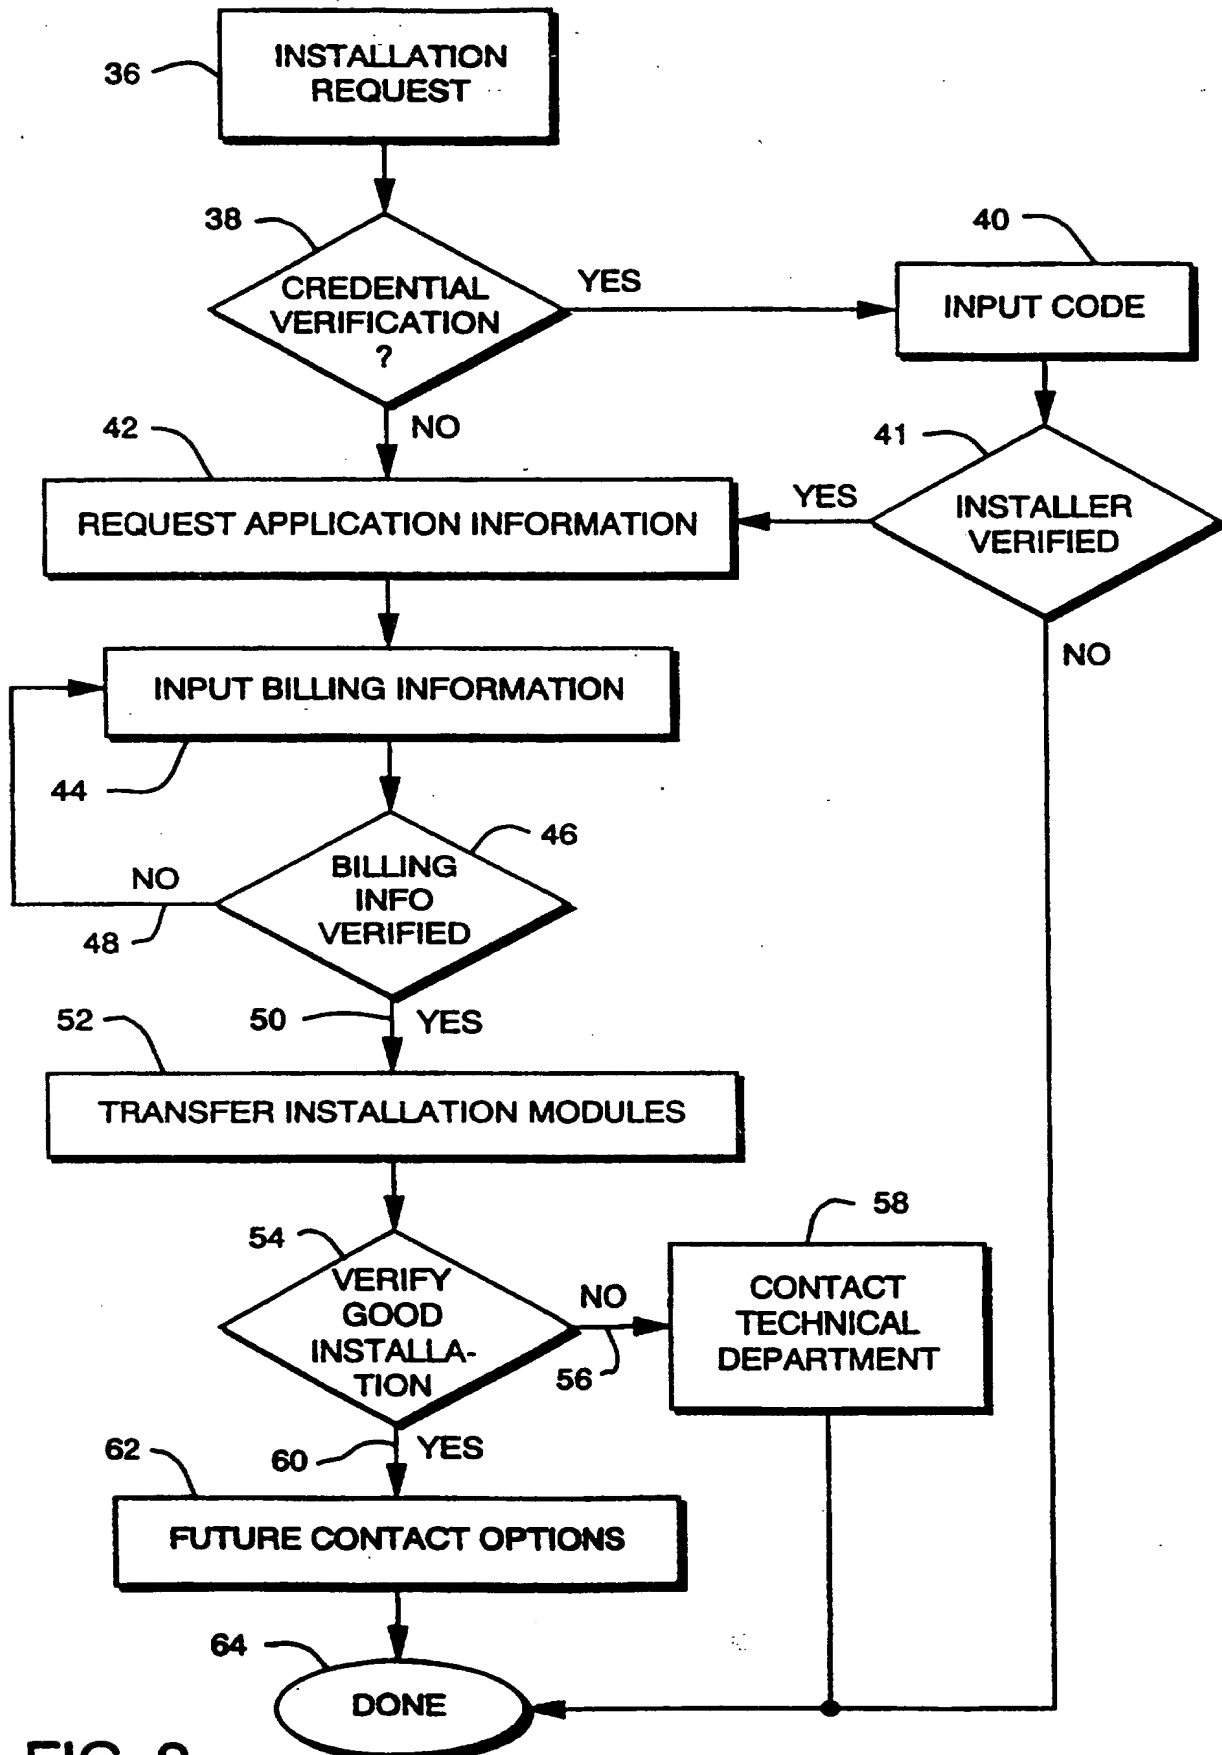 36
INSTALLATION
REQUEST
38
CREDENTIAL
VERIFICATION
?
YES
40
INPUT CODE
NO
42
REQUEST APPLICATION INFORMATION
YES
41
INSTALLER
VERIFIED
NO
INPUT BILLING INFORMATION
44
46
BILLING
INFO
VERIFIED
NO
48
50
YES
52
TRANSFER INSTALLATION MODULES
54
VERIFY
GOOD
INSTALLA-
TION
NO
56
58
CONTACT
TECHNICAL
DEPARTMENT
60
YES
62
FUTURE CONTACT OPTIONS
64
DONE
FIG.